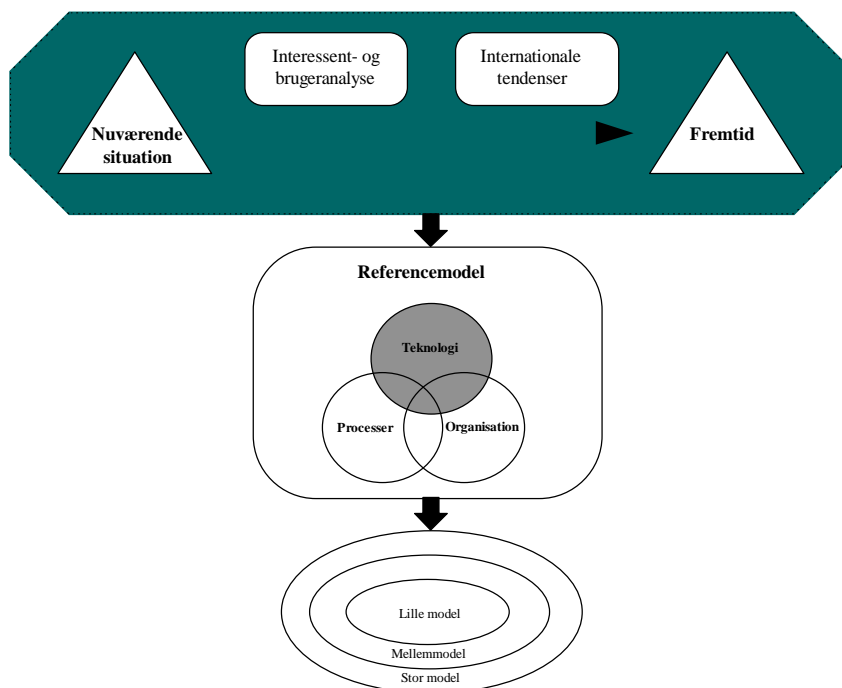 Interessent- og
brugeranalyse
Internationale
tendenser
Nuværende
situation
Fremtid
Referencemodel
Teknologi
Processer
Organisation
Lille model
Mellemmodel
Stor model